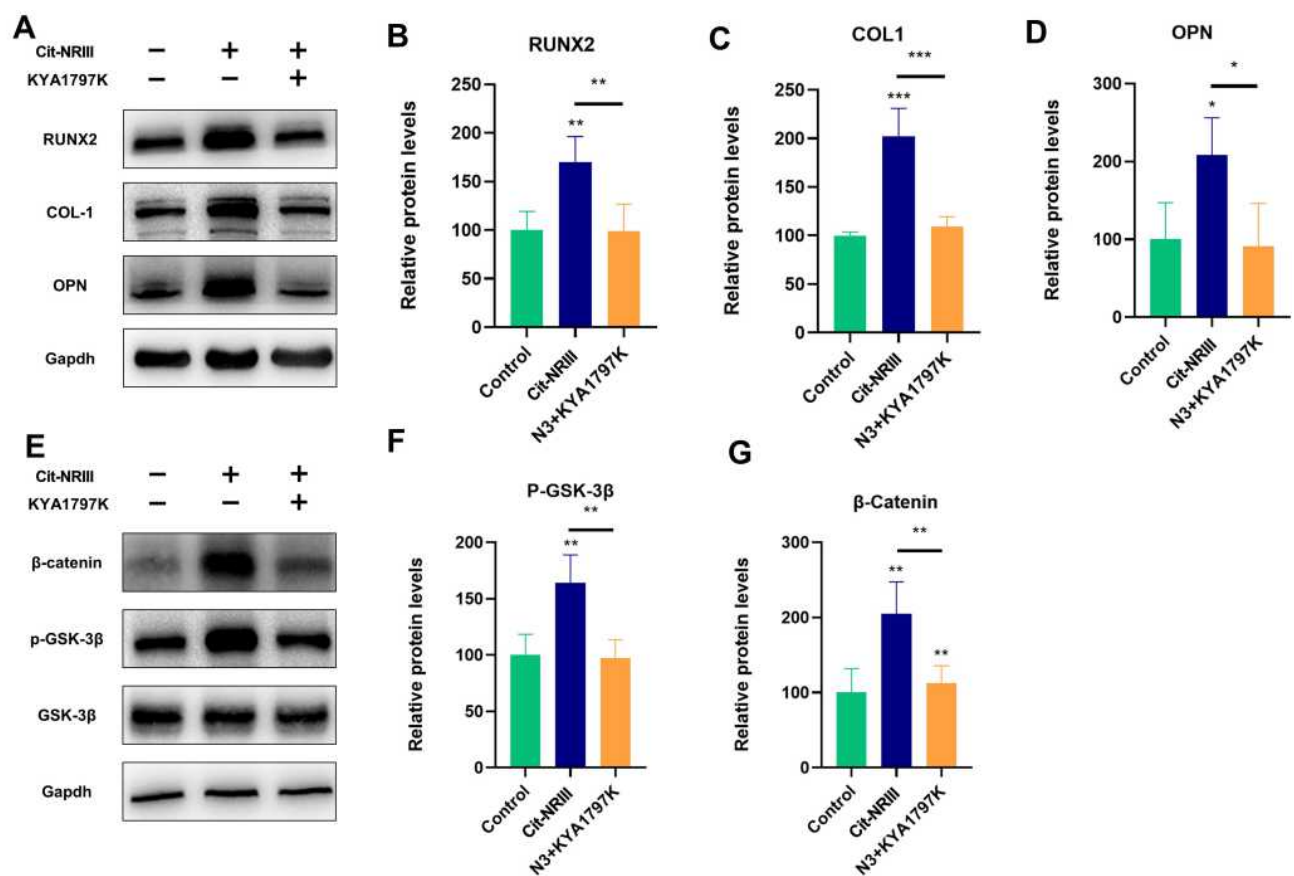 A
Cit-NRIII − + +
KYA1797K − − +
RUNX2
COL-1
OPN
Gapdh
B
RUNX2
Relative protein levels
250
200
150
100
50
0
**
**
Control
Cit-NRIII
N3+KYA1797K
C
COL1
Relative protein levels
250
200
150
100
50
0
***
***
Control
Cit-NRIII
N3+KYA1797K
D
OPN
Relative protein levels
300
200
100
0
*
*
Control
Cit-NRIII
N3+KYA1797K
E
Cit-NRIII − + +
KYA1797K − − +
β-catenin
p-GSK-3β
GSK-3β
Gapdh
F
P-GSK-3β
Relative protein levels
200
150
100
50
0
**
**
Control
Cit-NRIII
N3+KYA1797K
G
β-Catenin
Relative protein levels
300
200
100
0
**
**
**
Control
Cit-NRIII
N3+KYA1797K